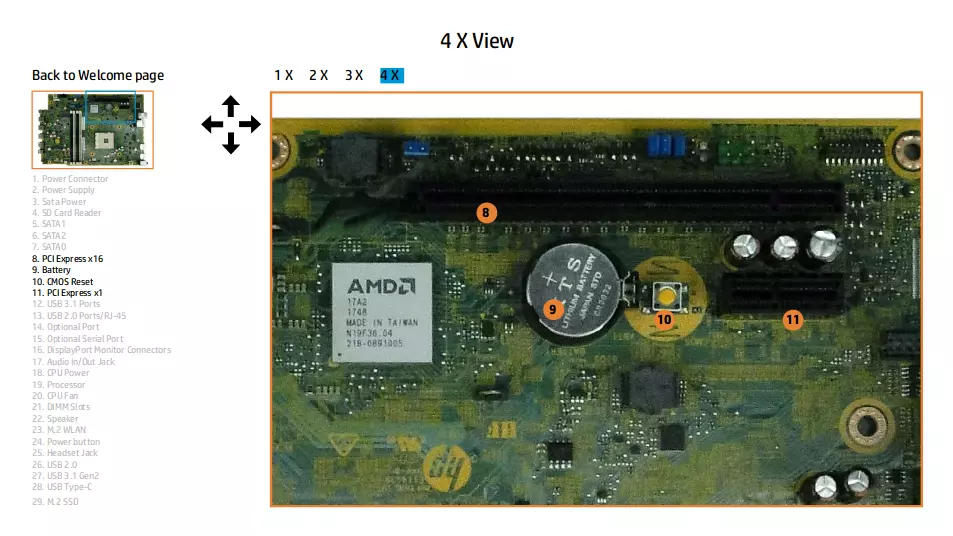 4 X View
Back to Welcome page
1 X 2 X 3 X 4 X
1. Power Connector
2. Power Supply
3. Sata Power
4. SD Card Reader
5. SATA1
6. SATA2
7. SATA0
8. PCI Express x16
9. Battery
10. CMOS Reset
11. PCI Express x1
12. USB 3.1 Ports
13. USB 2.0 Ports/RJ-45
14. Optional Port
15. Optional Serial Port
16. DisplayPort Monitor Connectors
17. Audio In/Out Jack
18. CPU Power
19. Processor
20. CPU Fan
21. DIMM Slots
22. Speaker
23. M.2 WLAN
24. Power button
25. Headset Jack
26. USB 2.0
27. USB 3.1 Gen2
28. USB Type-C
29. M.2 SSD
8
9
10
11
AMD
17A2
1748
MADE IN TAIWAN
N19F36.04
218-0891005
LITHIUM BATTERY
JAPAN STD
hp